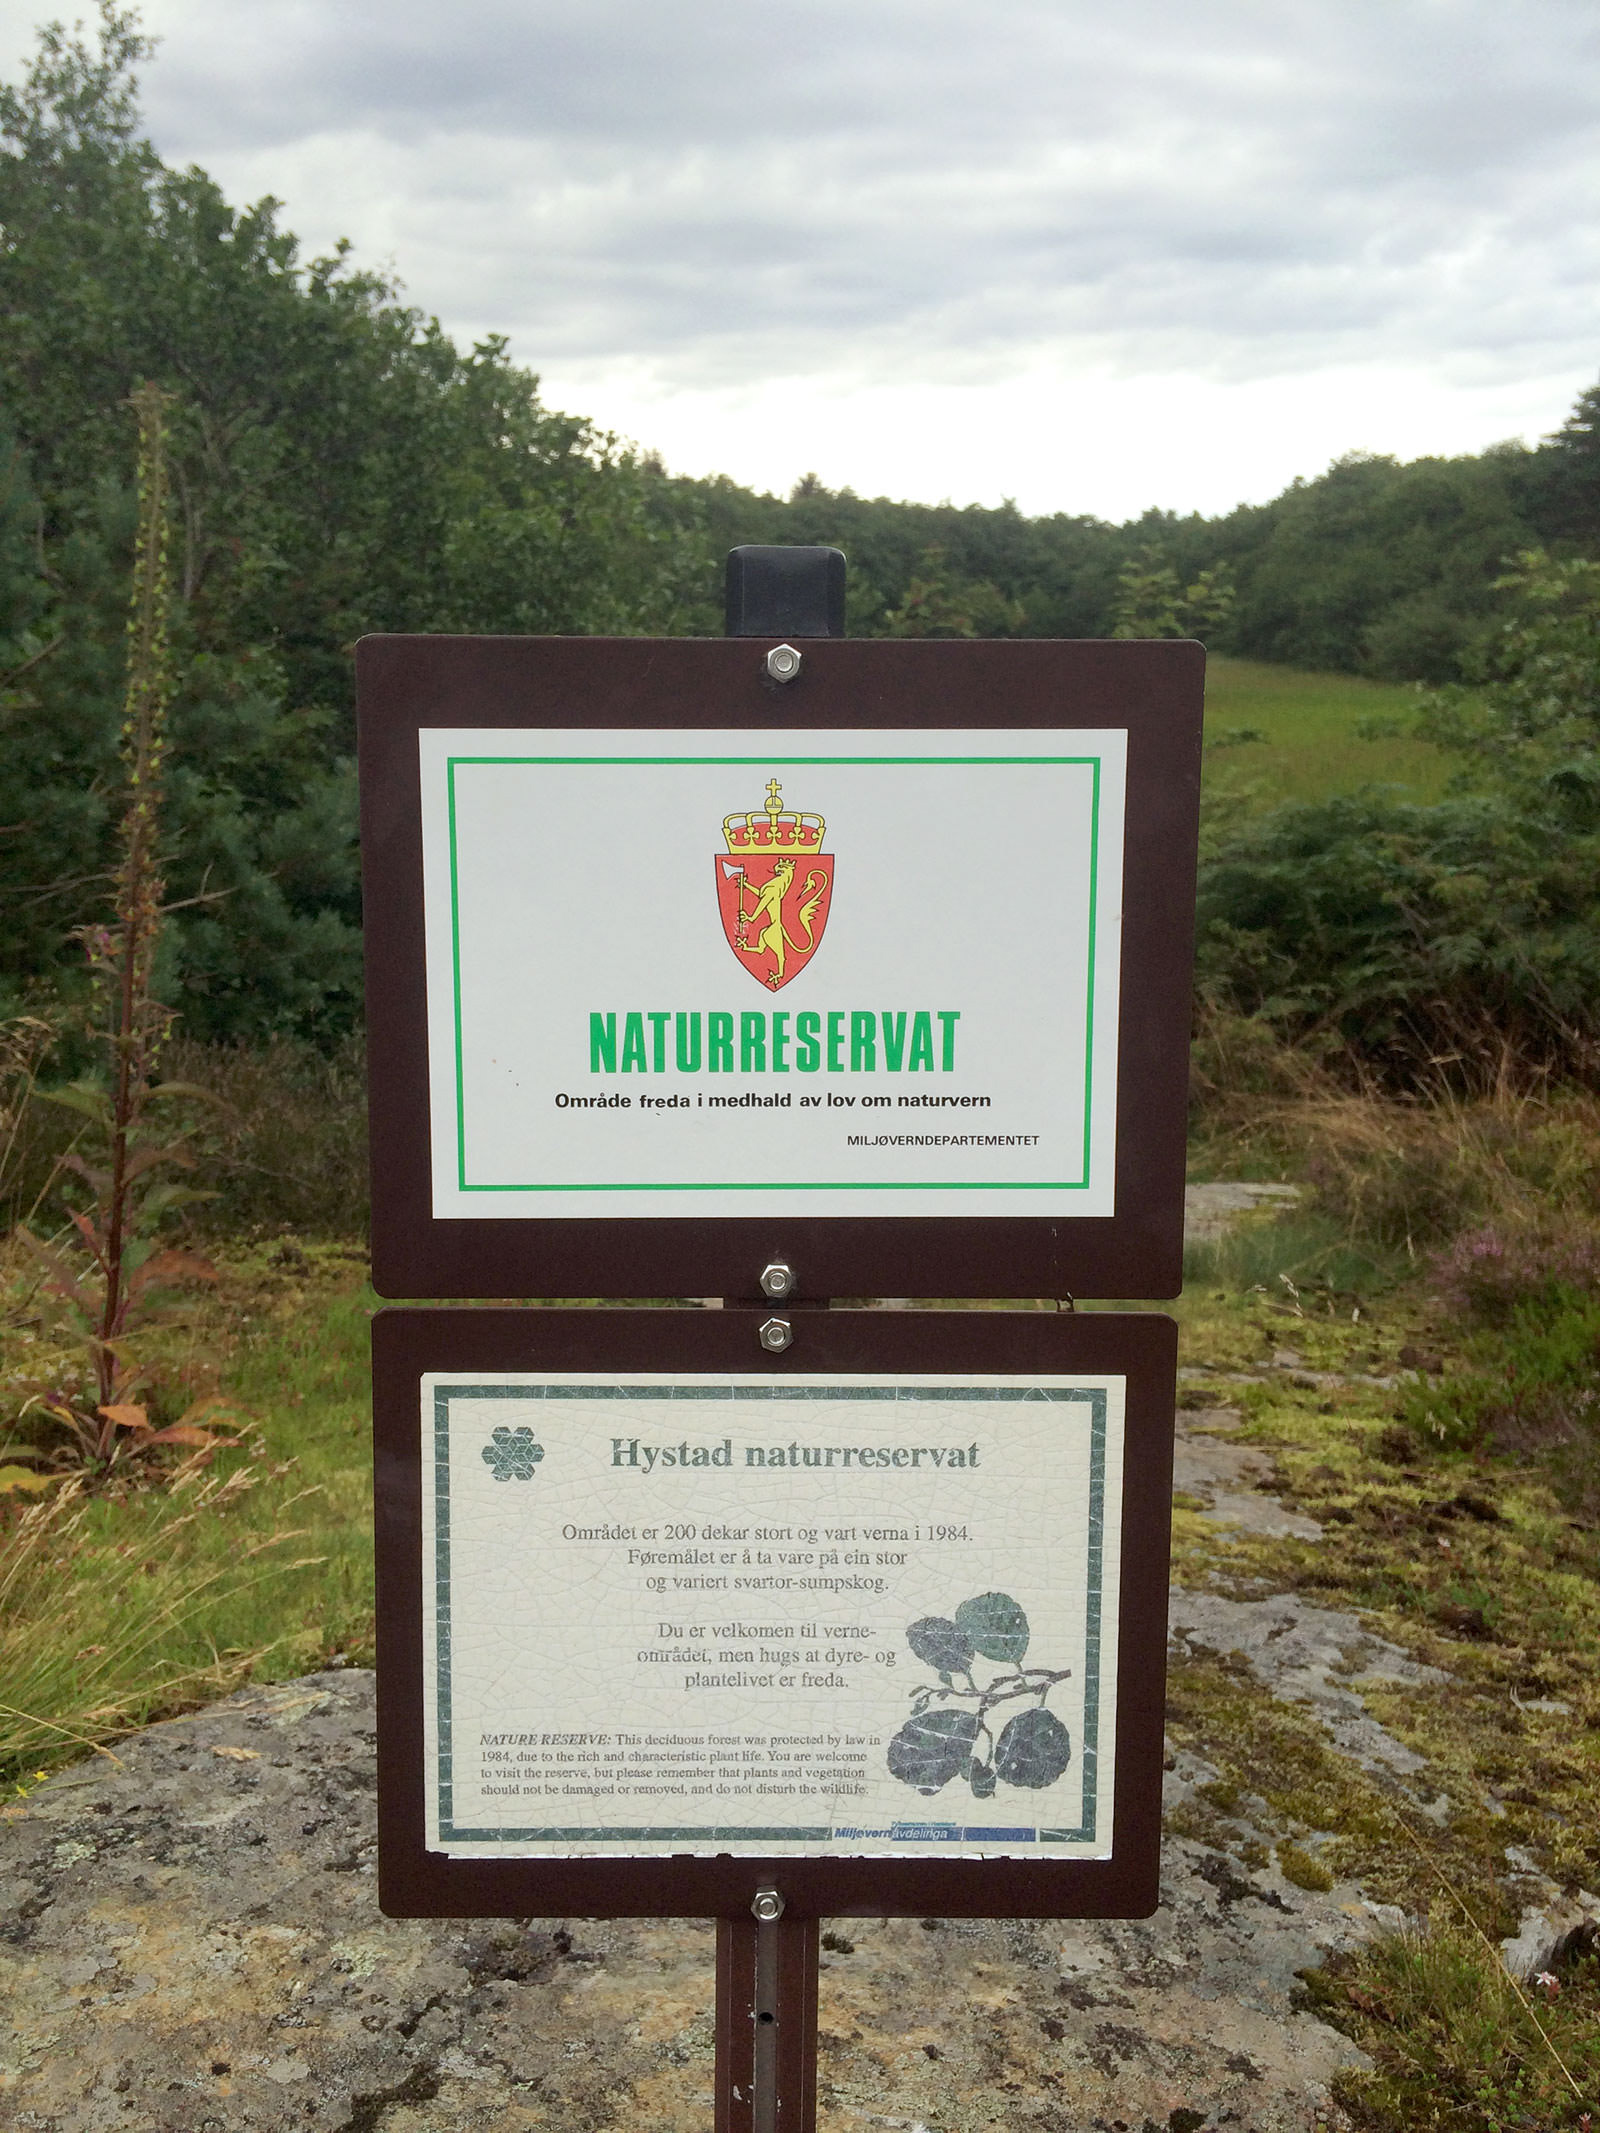 NATURRESERVAT
Område freda i medhald av lov om naturvern
MILJØVERNDEPARTEMENTET
Hystad naturreservat
Området er 200 dekar stort og vart verna i 1984.
Føremålet er å ta vare på ein stor
og variert svartor-sumpskog.
Du er velkomen til verne-
området, men hugs at dyre- og
plantelivet er freda.
NATURE RESERVE: This deciduous forest was protected by law in
1984, due to the rich and characteristic plant life. You are welcome
to visit the reserve, but please remember that plants and vegetation
should not be damaged or removed, and do not disturb the wildlife.
Miljøvernavdelinga